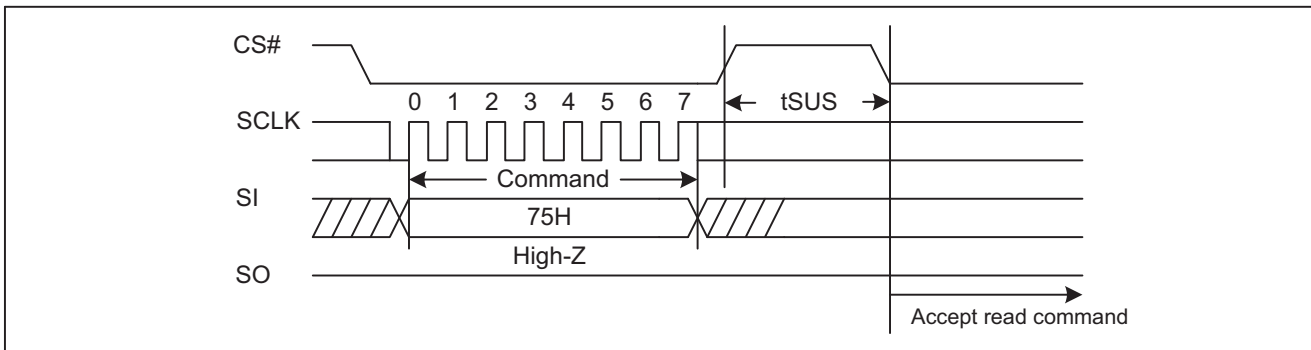 CS#
tSUS
0 1 2 3 4 5 6 7
SCLK
Command
SI
75H
High-Z
SO
Accept read command